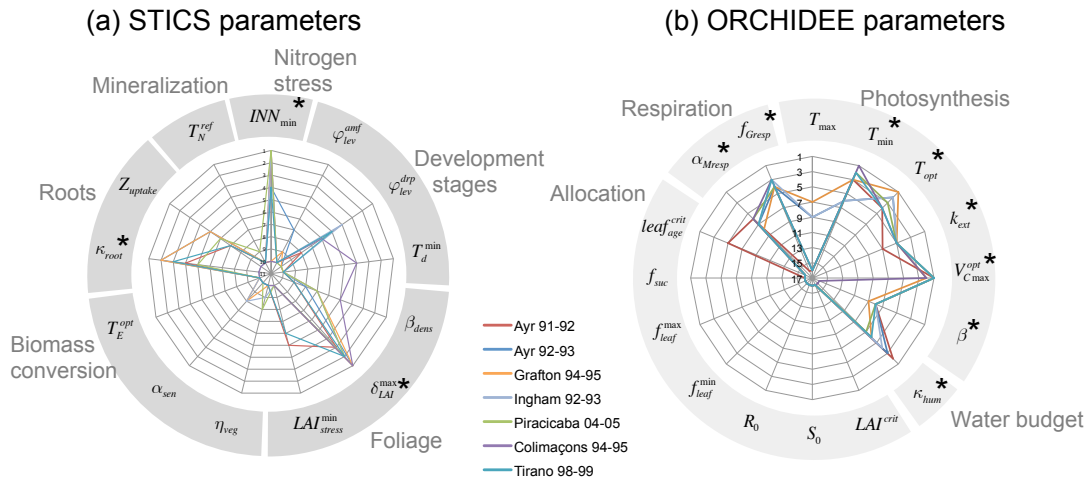 (a) STICS parameters
(b) ORCHIDEE parameters
Nitrogen
stress
Mineralization
Development
stages
Roots
Biomass
conversion
Foliage
INN_min *
φ_lev^amf
φ_lev^drp
T_d^min
β_dens
δ_LAI^max *
LAI_stress^min
η_veg
α_sen
T_E^opt
κ_root *
Z_uptake
T_N^ref
Ayr 91-92
Ayr 92-93
Grafton 94-95
Ingham 92-93
Piracicaba 04-05
Colimaçons 94-95
Tirano 98-99
Respiration
Photosynthesis
Allocation
Water budget
T_max
T_min *
T_opt *
k_ext *
V_Cmax^opt *
β *
κ_hum *
LAI^crit
S_0
R_0
f_leaf^min
f_leaf^max
f_suc
leaf_age^crit
α_Mresp *
f_Gresp *
1
3
5
7
9
11
13
15
17